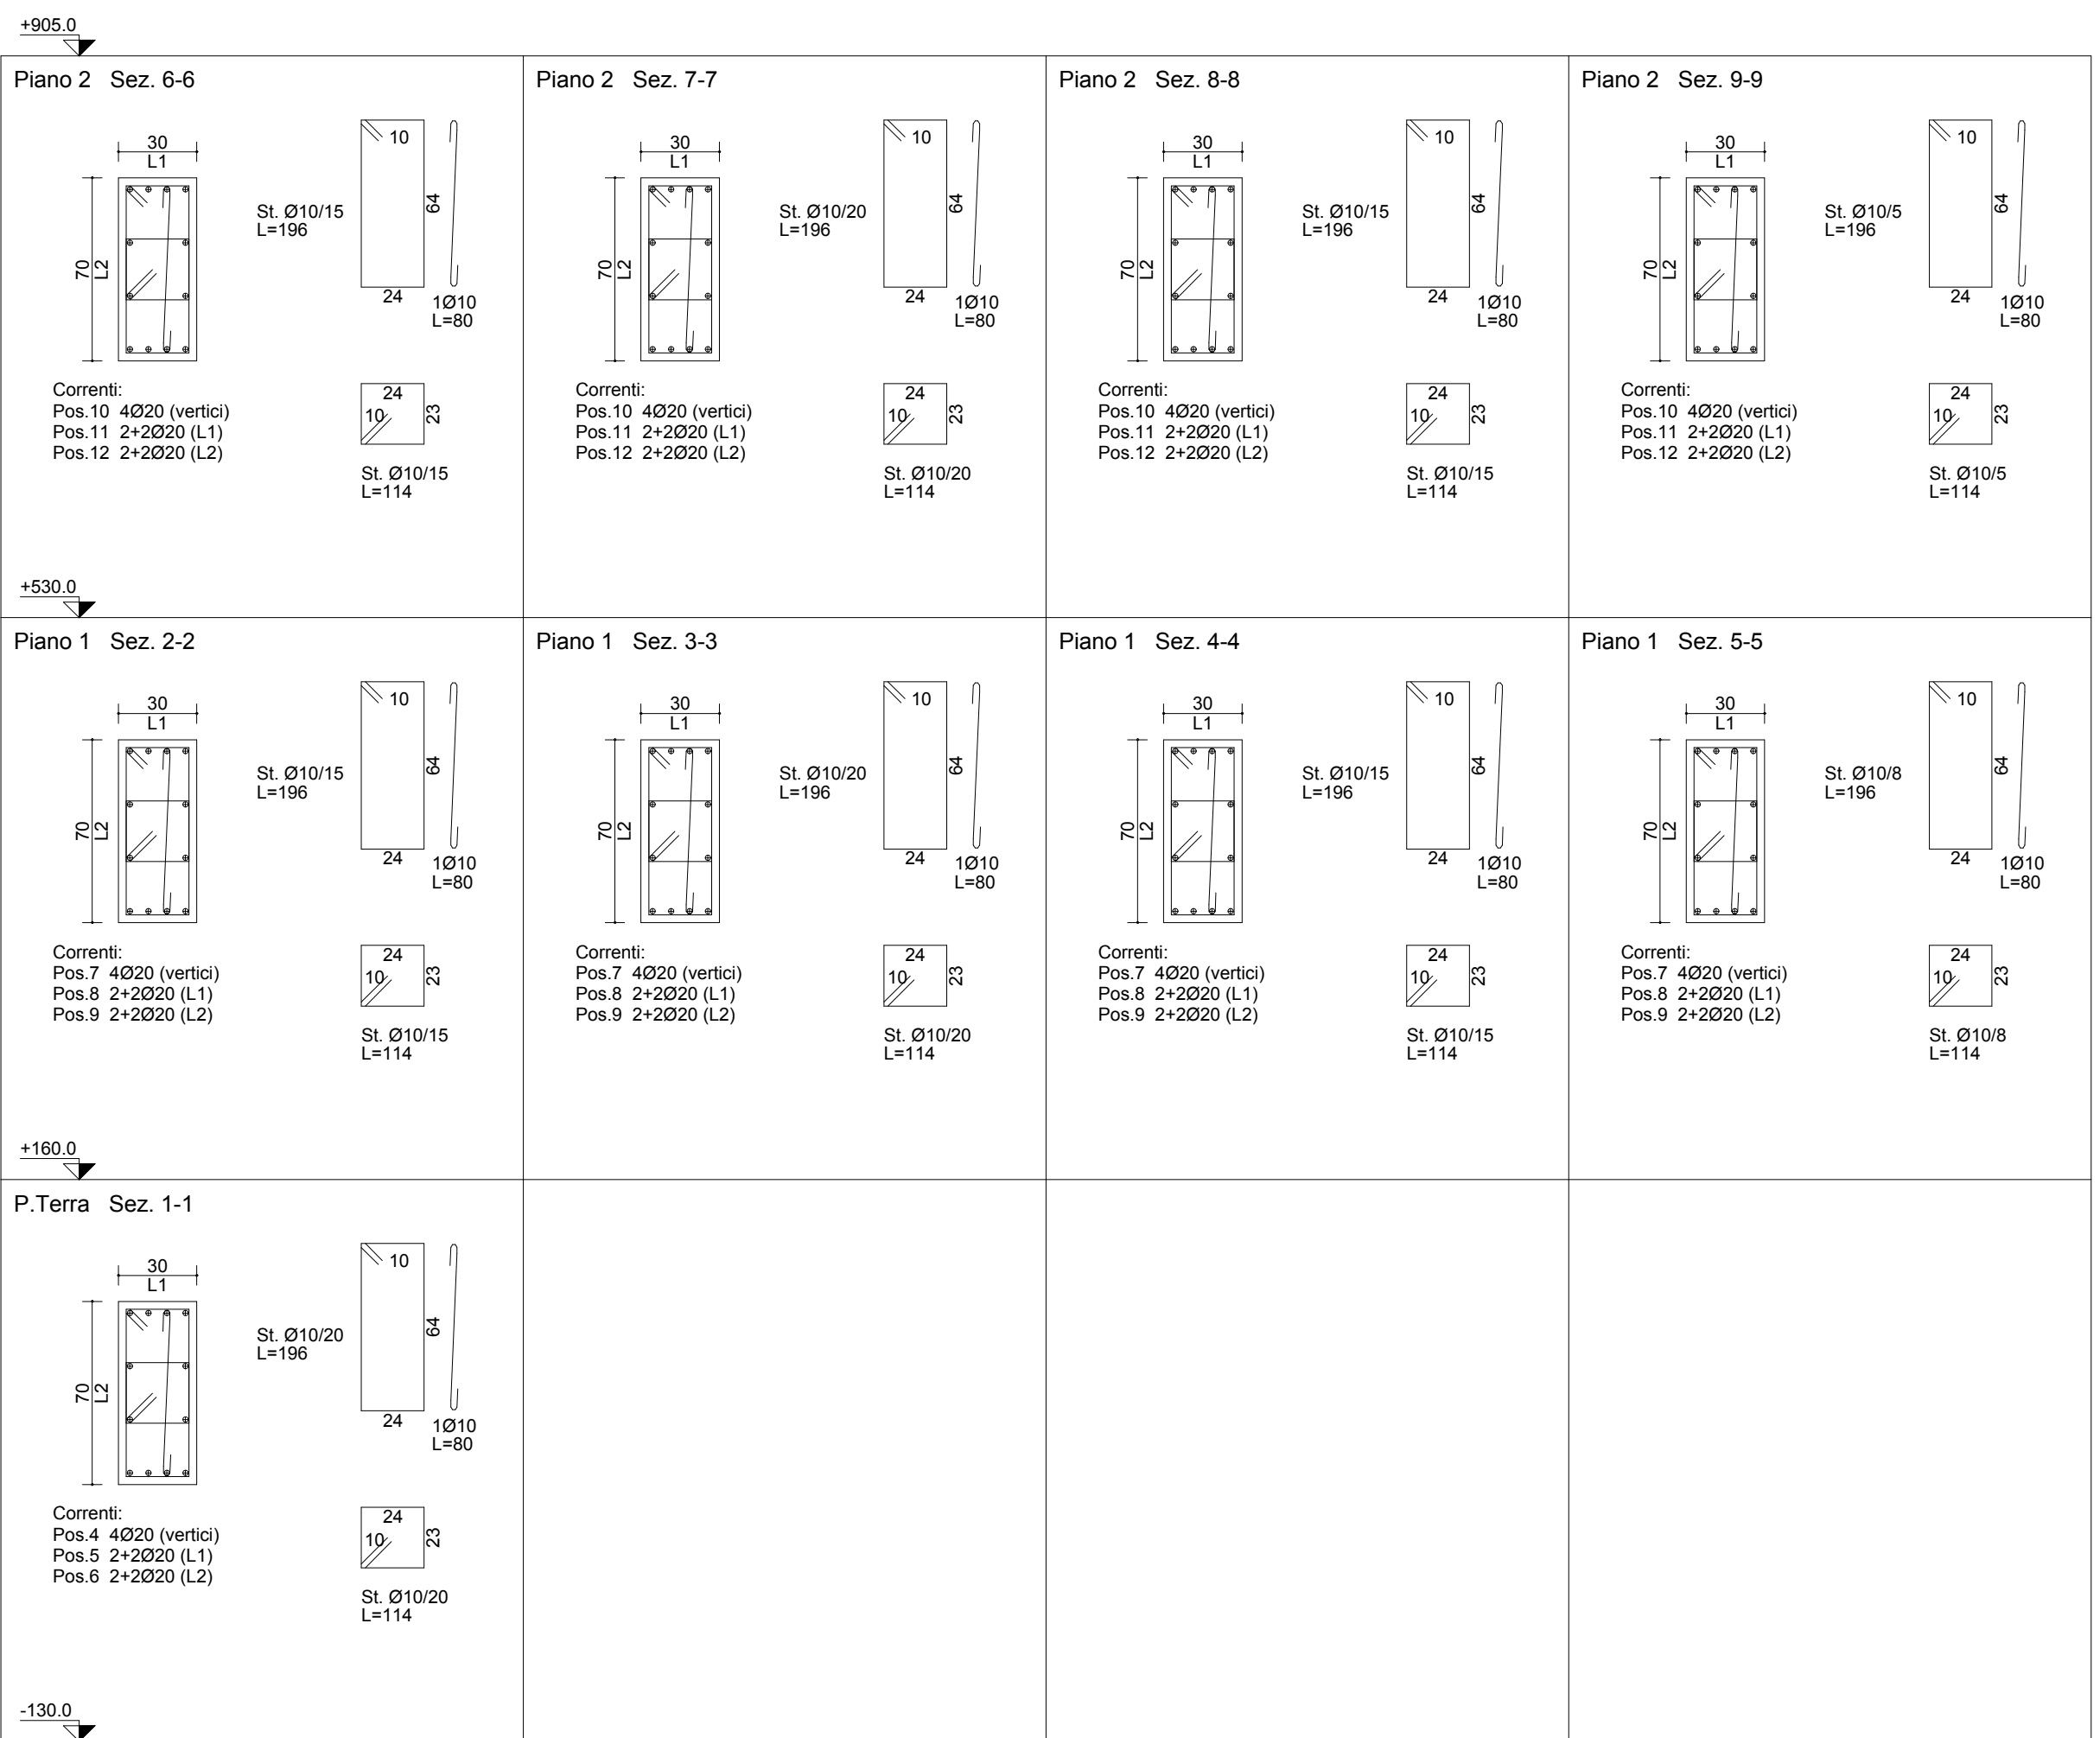 +905.0
Piano 2 Sez. 6-6
30
L1
70
L2
St. Ø10/15
L=196
10
64
24
1Ø10
L=80
Correnti:
Pos.10 4Ø20 (vertici)
Pos.11 2+2Ø20 (L1)
Pos.12 2+2Ø20 (L2)
24
10
23
St. Ø10/15
L=114
Piano 2 Sez. 7-7
30
L1
70
L2
St. Ø10/20
L=196
10
64
24
1Ø10
L=80
Correnti:
Pos.10 4Ø20 (vertici)
Pos.11 2+2Ø20 (L1)
Pos.12 2+2Ø20 (L2)
24
10
23
St. Ø10/20
L=114
Piano 2 Sez. 8-8
30
L1
70
L2
St. Ø10/15
L=196
10
64
24
1Ø10
L=80
Correnti:
Pos.10 4Ø20 (vertici)
Pos.11 2+2Ø20 (L1)
Pos.12 2+2Ø20 (L2)
24
10
23
St. Ø10/15
L=114
Piano 2 Sez. 9-9
30
L1
70
L2
St. Ø10/5
L=196
10
64
24
1Ø10
L=80
Correnti:
Pos.10 4Ø20 (vertici)
Pos.11 2+2Ø20 (L1)
Pos.12 2+2Ø20 (L2)
24
10
23
St. Ø10/5
L=114
+530.0
Piano 1 Sez. 2-2
30
L1
70
L2
St. Ø10/15
L=196
10
64
24
1Ø10
L=80
Correnti:
Pos.7 4Ø20 (vertici)
Pos.8 2+2Ø20 (L1)
Pos.9 2+2Ø20 (L2)
24
10
23
St. Ø10/15
L=114
Piano 1 Sez. 3-3
30
L1
70
L2
St. Ø10/20
L=196
10
64
24
1Ø10
L=80
Correnti:
Pos.7 4Ø20 (vertici)
Pos.8 2+2Ø20 (L1)
Pos.9 2+2Ø20 (L2)
24
10
23
St. Ø10/20
L=114
Piano 1 Sez. 4-4
30
L1
70
L2
St. Ø10/15
L=196
10
64
24
1Ø10
L=80
Correnti:
Pos.7 4Ø20 (vertici)
Pos.8 2+2Ø20 (L1)
Pos.9 2+2Ø20 (L2)
24
10
23
St. Ø10/15
L=114
Piano 1 Sez. 5-5
30
L1
70
L2
St. Ø10/8
L=196
10
64
24
1Ø10
L=80
Correnti:
Pos.7 4Ø20 (vertici)
Pos.8 2+2Ø20 (L1)
Pos.9 2+2Ø20 (L2)
24
10
23
St. Ø10/8
L=114
+160.0
P.Terra Sez. 1-1
30
L1
70
L2
St. Ø10/20
L=196
10
64
24
1Ø10
L=80
Correnti:
Pos.4 4Ø20 (vertici)
Pos.5 2+2Ø20 (L1)
Pos.6 2+2Ø20 (L2)
24
10
23
St. Ø10/20
L=114
-130.0